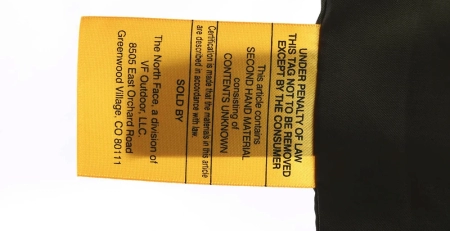 UNDER PENALTY OF LAW
THIS TAG NOT TO BE REMOVED
EXCEPT BY THE CONSUMER
This article contains
SECOND HAND MATERIAL
consisting of
CONTENTS UNKNOWN
Certification is made that the materials in this article
are described in accordance with law.
SOLD BY
The North Face, a division of
VF Outdoor, LLC
8505 East Orchard Road
Greenwood Village, CO 80111